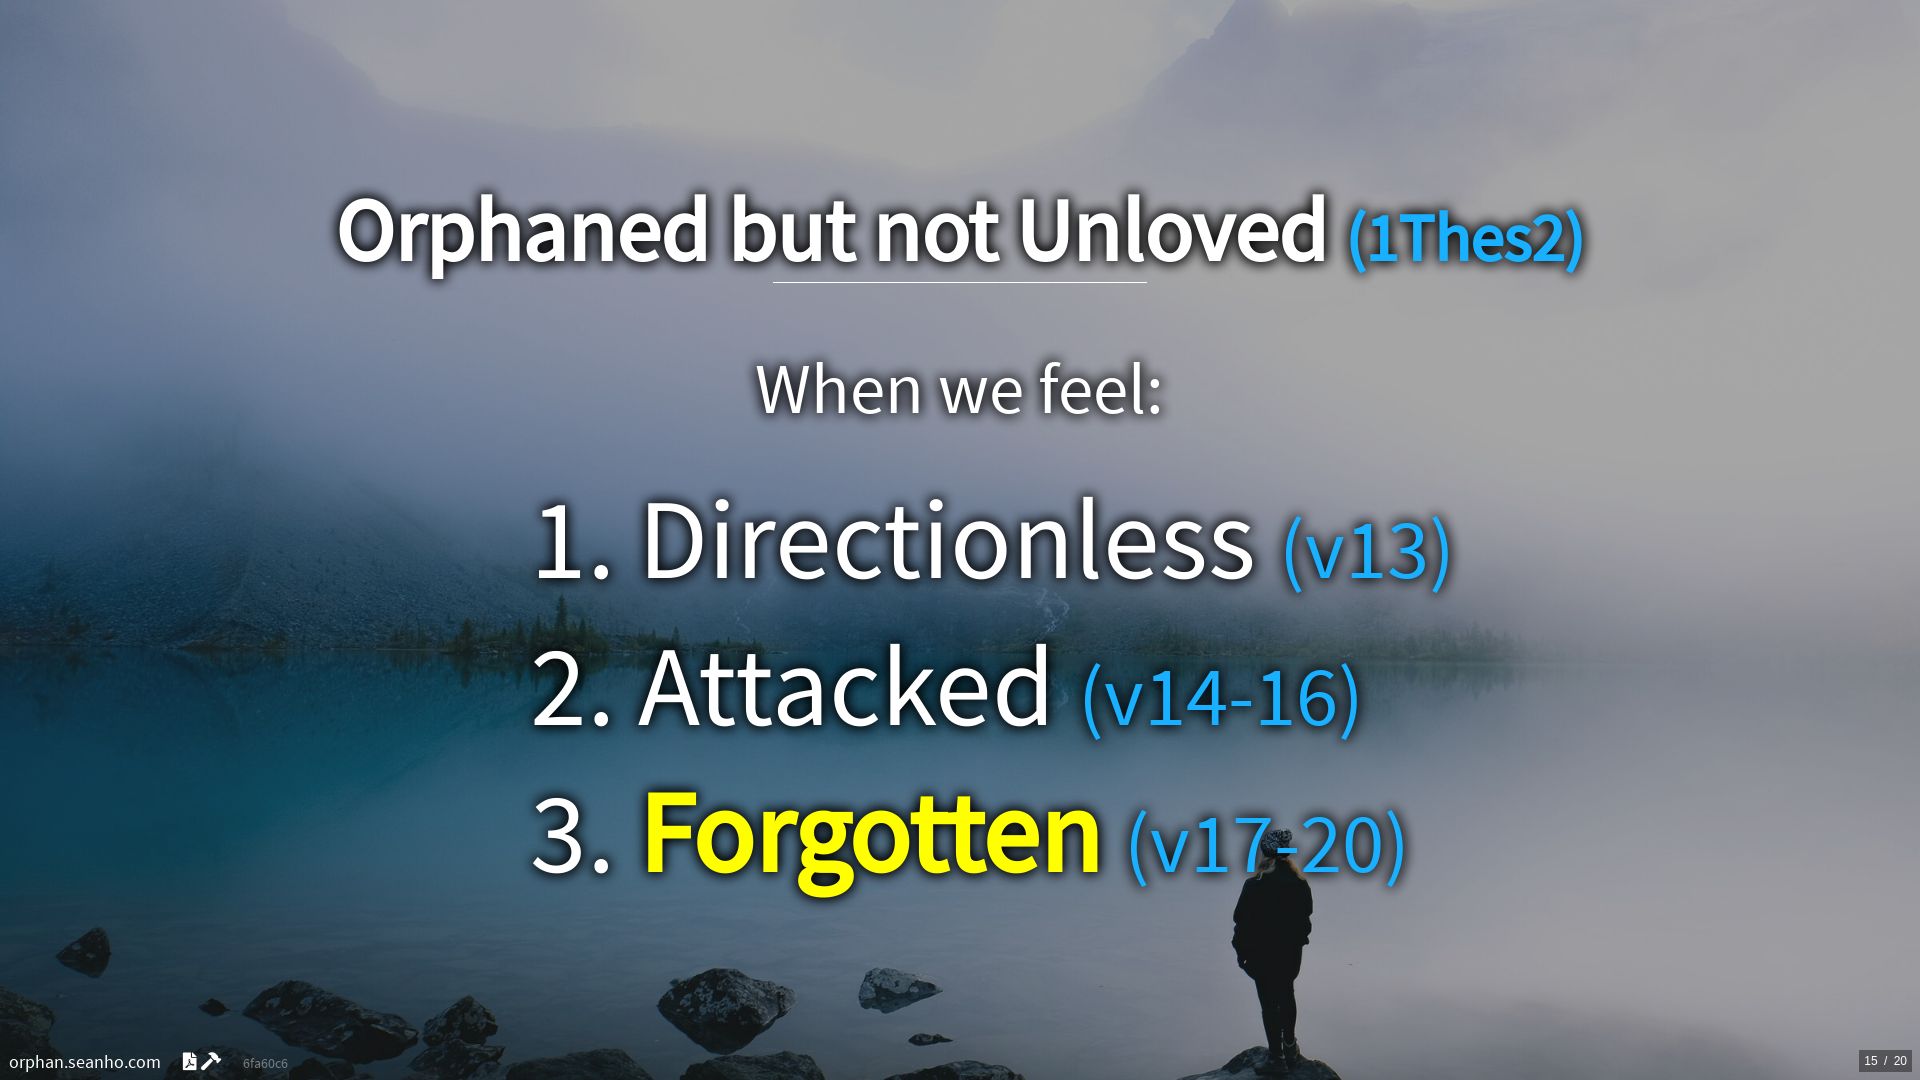 Orphaned but not Unloved (1Thes2)
When we feel:
1. Directionless (v13)
2. Attacked (v14-16)
3. Forgotten (v17-20)
orphan.seanho.com 6fa60c6
15 / 20